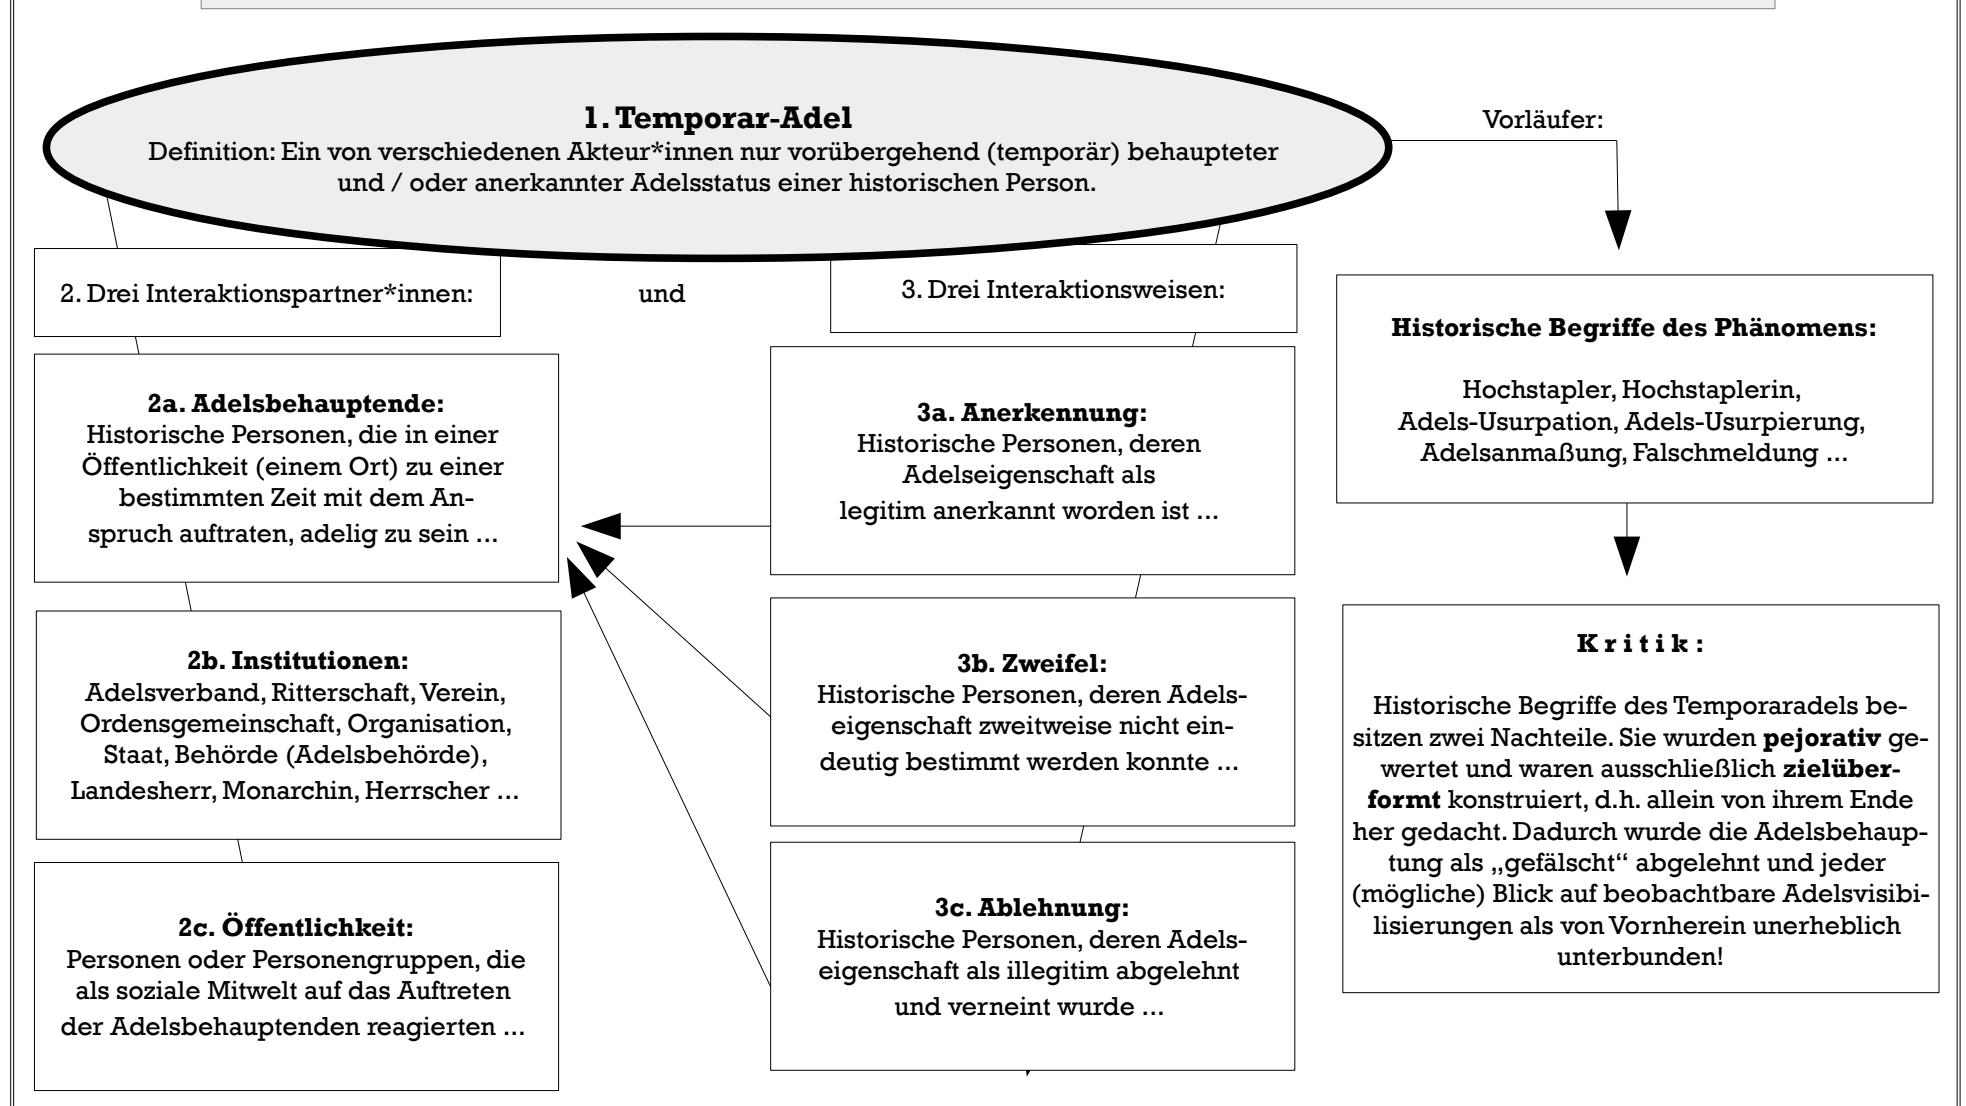 1. Temporar-Adel
Definition: Ein von verschiedenen Akteur*innen nur vorübergehend (temporär) behaupteter
und / oder anerkannter Adelsstatus einer historischen Person.
Vorläufer:
2. Drei Interaktionspartner*innen:
und
3. Drei Interaktionsweisen:
2a. Adelsbehauptende:
Historische Personen, die in einer
Öffentlichkeit (einem Ort) zu einer
bestimmten Zeit mit dem An-
spruch auftraten, adelig zu sein ...
2b. Institutionen:
Adelsverband, Ritterschaft, Verein,
Ordensgemeinschaft, Organisation,
Staat, Behörde (Adelsbehörde),
Landesherr, Monarchin, Herrscher ...
2c. Öffentlichkeit:
Personen oder Personengruppen, die
als soziale Mitwelt auf das Auftreten
der Adelsbehauptenden reagierten ...
3a. Anerkennung:
Historische Personen, deren
Adelseigenschaft als
legitim anerkannt worden ist ...
3b. Zweifel:
Historische Personen, deren Adels-
eigenschaft zweitweise nicht ein-
deutig bestimmt werden konnte ...
3c. Ablehnung:
Historische Personen, deren Adels-
eigenschaft als illegitim abgelehnt
und verneint wurde ...
Historische Begriffe des Phänomens:
Hochstapler, Hochstaplerin,
Adels-Usurpation, Adels-Usurpierung,
Adelsanmaßung, Falschmeldung ...
Kritik:
Historische Begriffe des Temporaradels be-
sitzen zwei Nachteile. Sie wurden pejorativ ge-
wertet und waren ausschließlich zielüber-
formt konstruiert, d.h. allein von ihrem Ende
her gedacht. Dadurch wurde die Adelsbehaup-
tung als „gefälscht“ abgelehnt und jeder
(mögliche) Blick auf beobachtbare Adelsvisibi-
lisierungen als von Vornherein unerheblich
unterbunden!